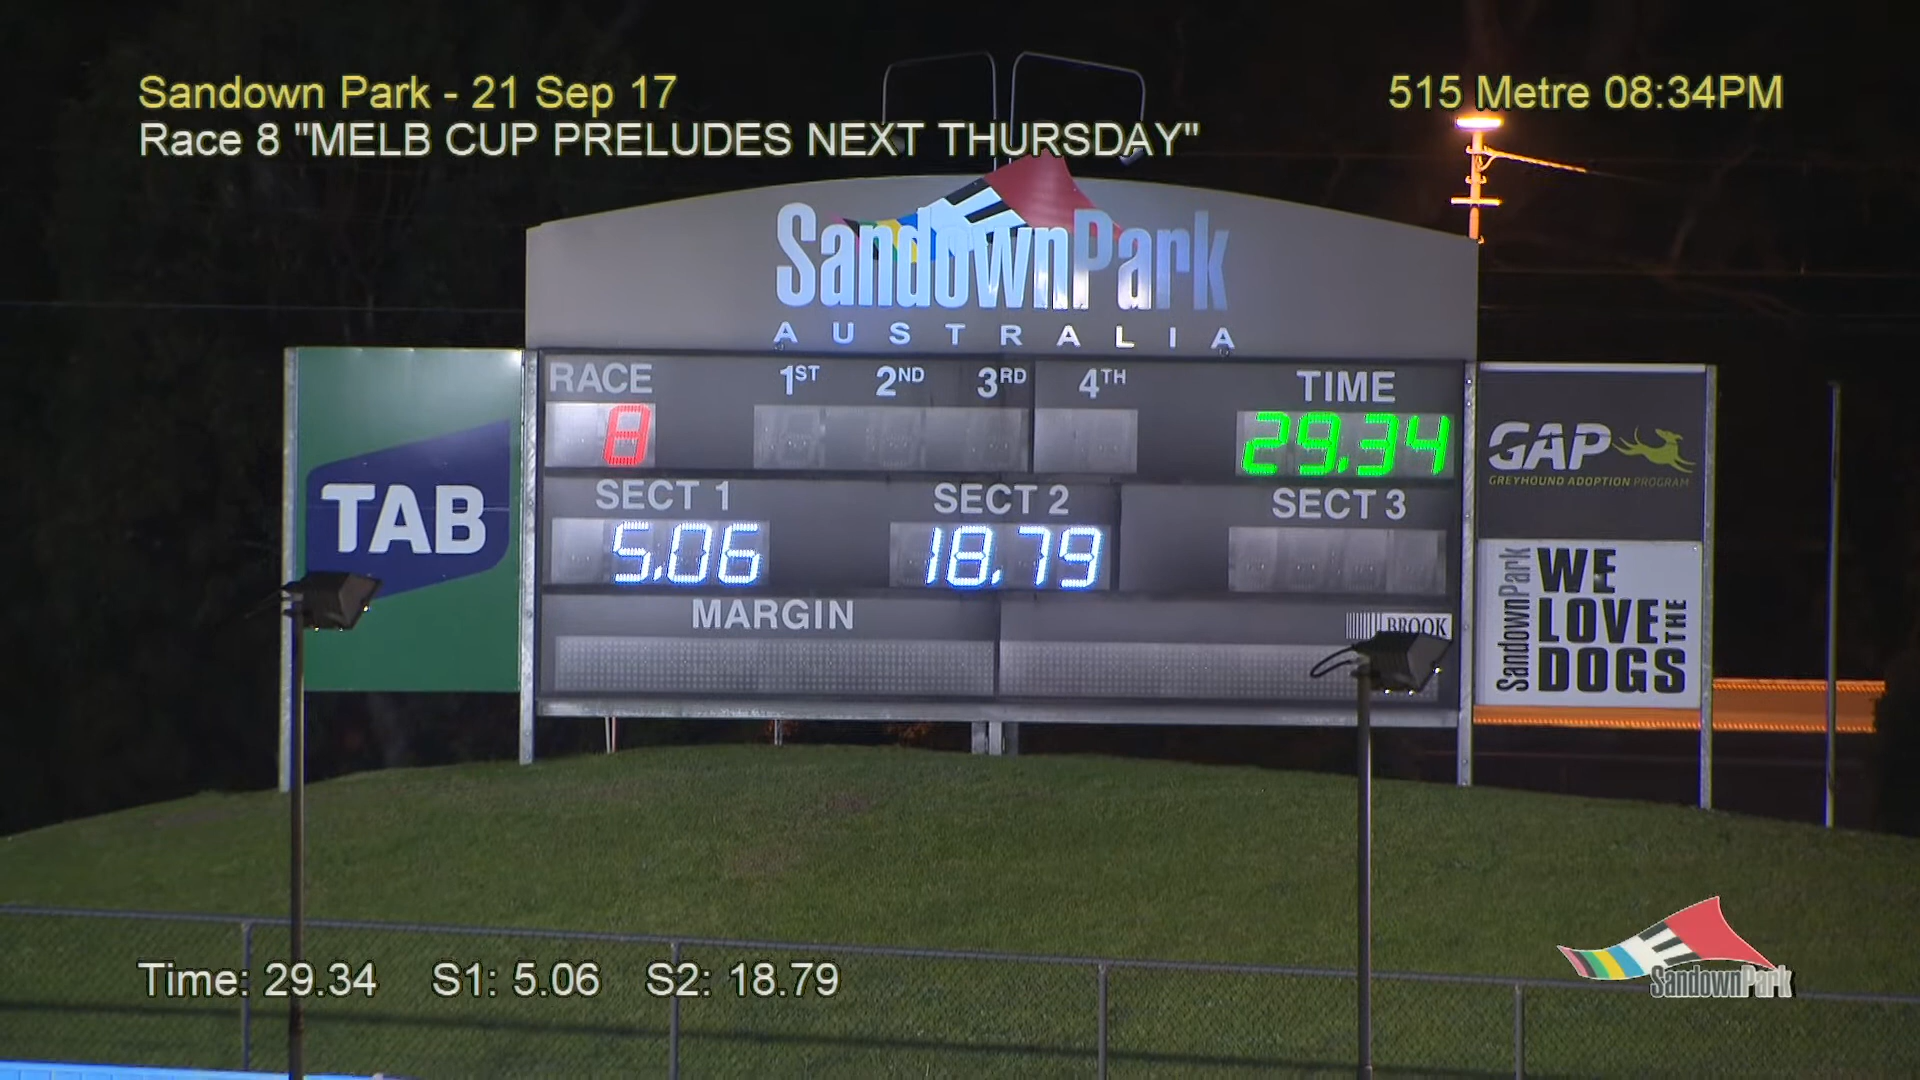 Sandown Park - 21 Sep 17
515 Metre 08:34PM
Race 8 "MELB CUP PRELUDES NEXT THURSDAY"
SandownPark
AUSTRALIA
RACE 1ST 2ND 3RD 4TH TIME
8 29.34
SECT 1 SECT 2 SECT 3
5.06 18.79
MARGIN
BROOK
TAB
GAP
GREYHOUND ADOPTION PROGRAM
SandownPark
WE
LOVE THE
DOGS
Time: 29.34 S1: 5.06 S2: 18.79
SandownPark